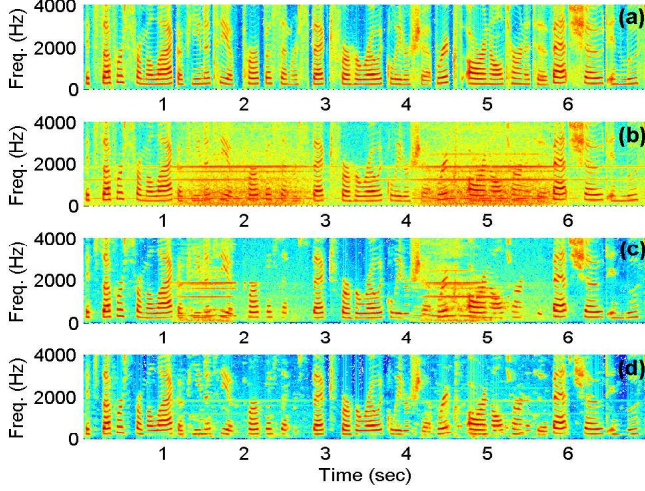 4000
(a)
Freq. (Hz)
2000
0
1 2 3 4 5 6
4000
(b)
Freq. (Hz)
2000
0
1 2 3 4 5 6
4000
(c)
Freq. (Hz)
2000
0
1 2 3 4 5 6
4000
(d)
Freq. (Hz)
2000
0
1 2 3 4 5 6
Time (sec)